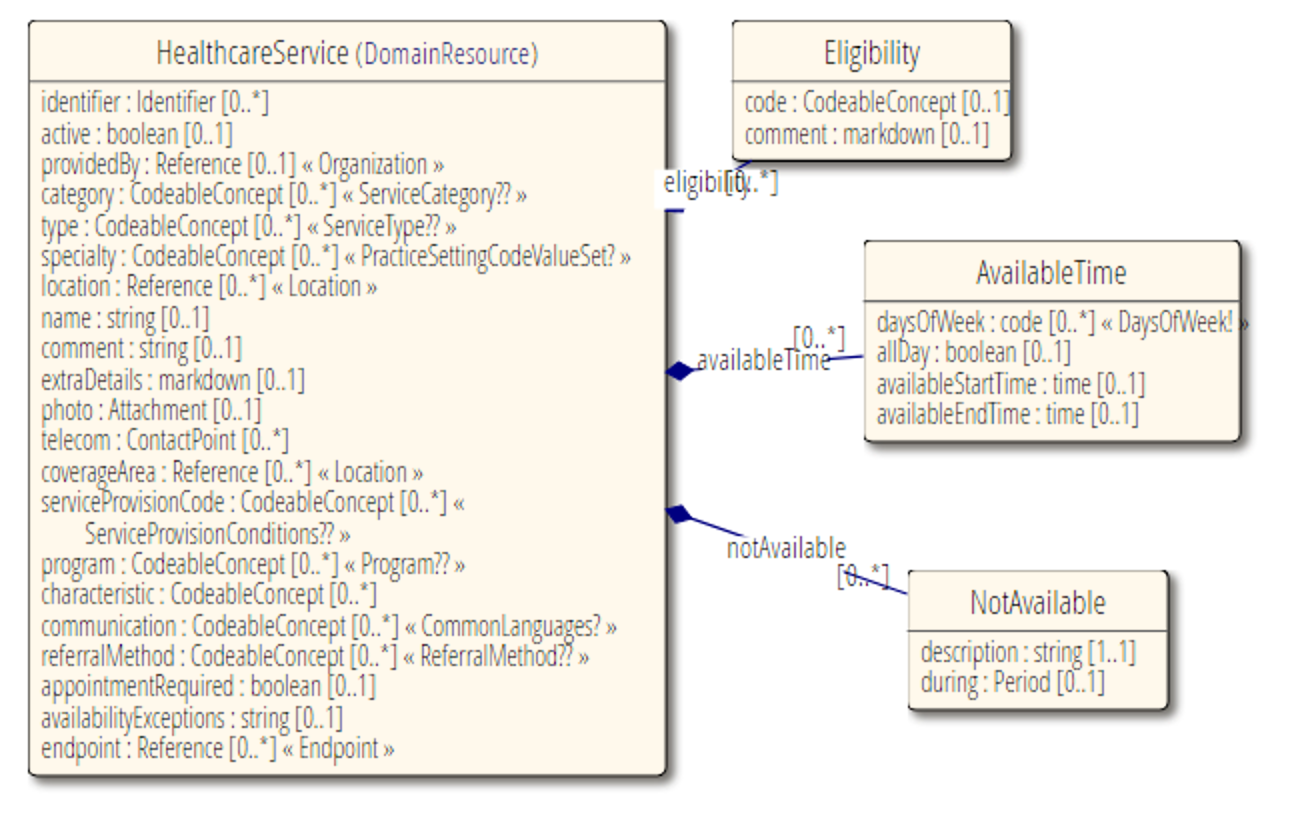 HealthcareService (DomainResource)
identifier : Identifier [0..*]
active : boolean [0..1]
providedBy : Reference [0..1] « Organization »
category : CodeableConcept [0..*] « ServiceCategory?? »
type : CodeableConcept [0..*] « ServiceType?? »
specialty : CodeableConcept [0..*] « PracticeSettingCodeValueSet? »
location : Reference [0..*] « Location »
name : string [0..1]
comment : string [0..1]
extraDetails : markdown [0..1]
photo : Attachment [0..1]
telecom : ContactPoint [0..*]
coverageArea : Reference [0..*] « Location »
serviceProvisionCode : CodeableConcept [0..*] «
ServiceProvisionConditions?? »
program : CodeableConcept [0..*] « Program?? »
characteristic : CodeableConcept [0..*]
communication : CodeableConcept [0..*] « CommonLanguages? »
referralMethod : CodeableConcept [0..*] « ReferralMethod?? »
appointmentRequired : boolean [0..1]
availabilityExceptions : string [0..1]
endpoint : Reference [0..*] « Endpoint »
Eligibility
code : CodeableConcept [0..1]
comment : markdown [0..1]
eligibility [0..*]
AvailableTime
daysOfWeek : code [0..*] « DaysOfWeek! »
allDay : boolean [0..1]
availableStartTime : time [0..1]
availableEndTime : time [0..1]
[0..*]
availableTime
notAvailable
[0..*]
NotAvailable
description : string [1..1]
during : Period [0..1]